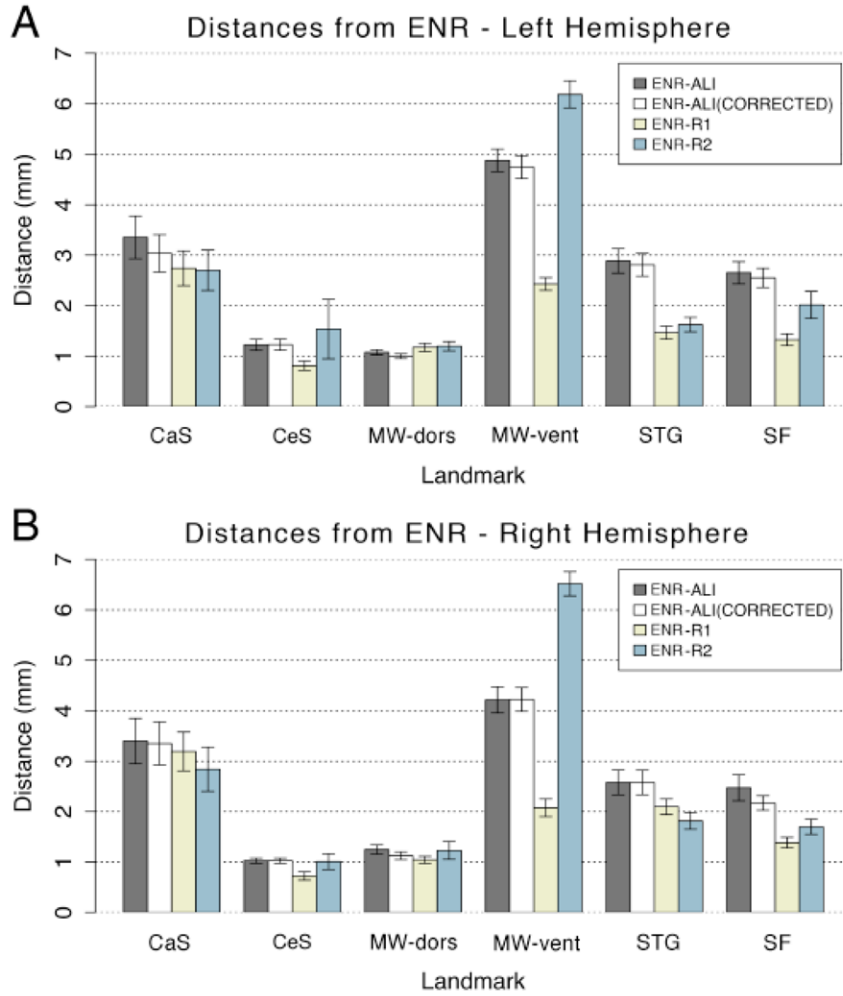 A
Distances from ENR - Left Hemisphere
7
6
5
4
3
2
1
0
Distance (mm)
ENR-ALI
ENR-ALI(CORRECTED)
ENR-R1
ENR-R2
CaS CeS MW-dors MW-vent STG SF
Landmark
B
Distances from ENR - Right Hemisphere
7
6
5
4
3
2
1
0
Distance (mm)
ENR-ALI
ENR-ALI(CORRECTED)
ENR-R1
ENR-R2
CaS CeS MW-dors MW-vent STG SF
Landmark